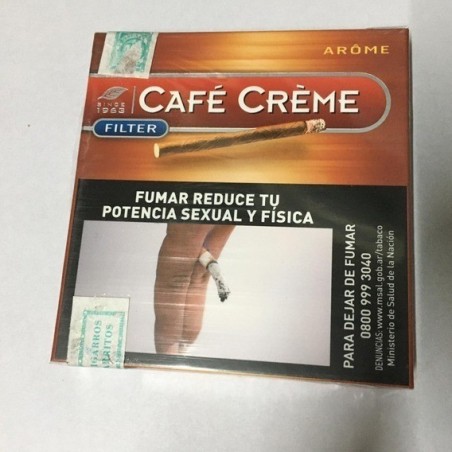 ARÔME
SINCE
1963
CAFÉ CRÈME
FILTER
FUMAR REDUCE TU
POTENCIA SEXUAL Y FÍSICA
PARA DEJAR DE FUMAR
0800 999 3040
DENUNCIAS: www.msal.gob.ar/tabaco
Ministerio de Salud de la Nación